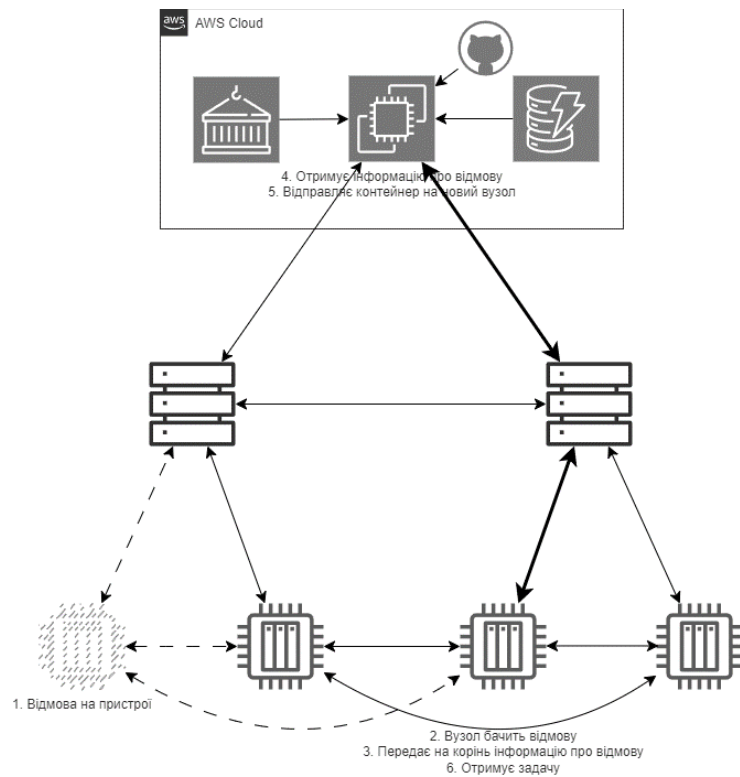 aws AWS Cloud
4. Отримує інформацію про відмову
5. Відправляє контейнер на новий вузол
1. Відмова на пристрої
2. Вузол бачить відмову
3. Передає на корінь інформацію про відмову
6. Отримує задачу